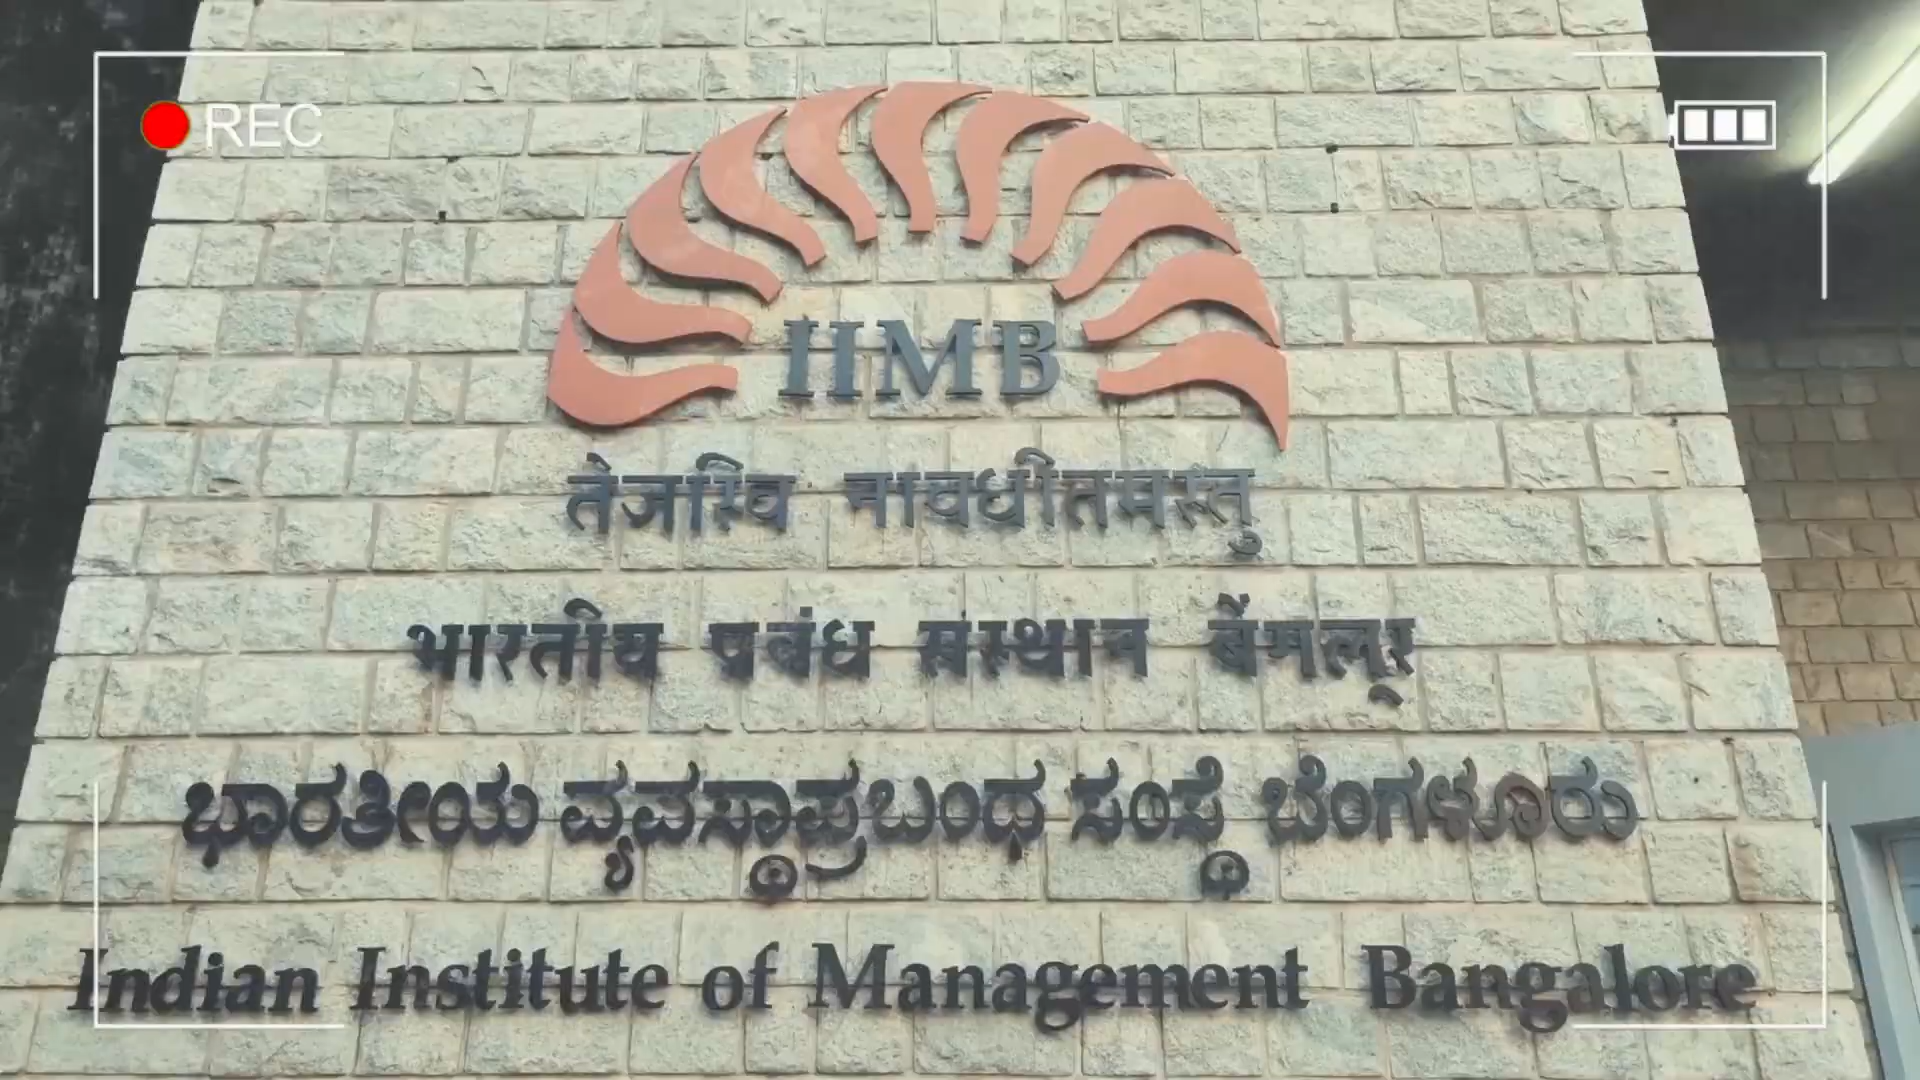 REC
IIMB
तेजस्वि नावधीतमस्तु
भारतीय प्रबंध संस्थान बेंगलूर
ಭಾರತೀಯ ವ್ಯವಸ್ಥಾಪ್ರಬಂಧ ಸಂಸ್ಥೆ ಬೆಂಗಳೂರು
Indian Institute of Management Bangalore